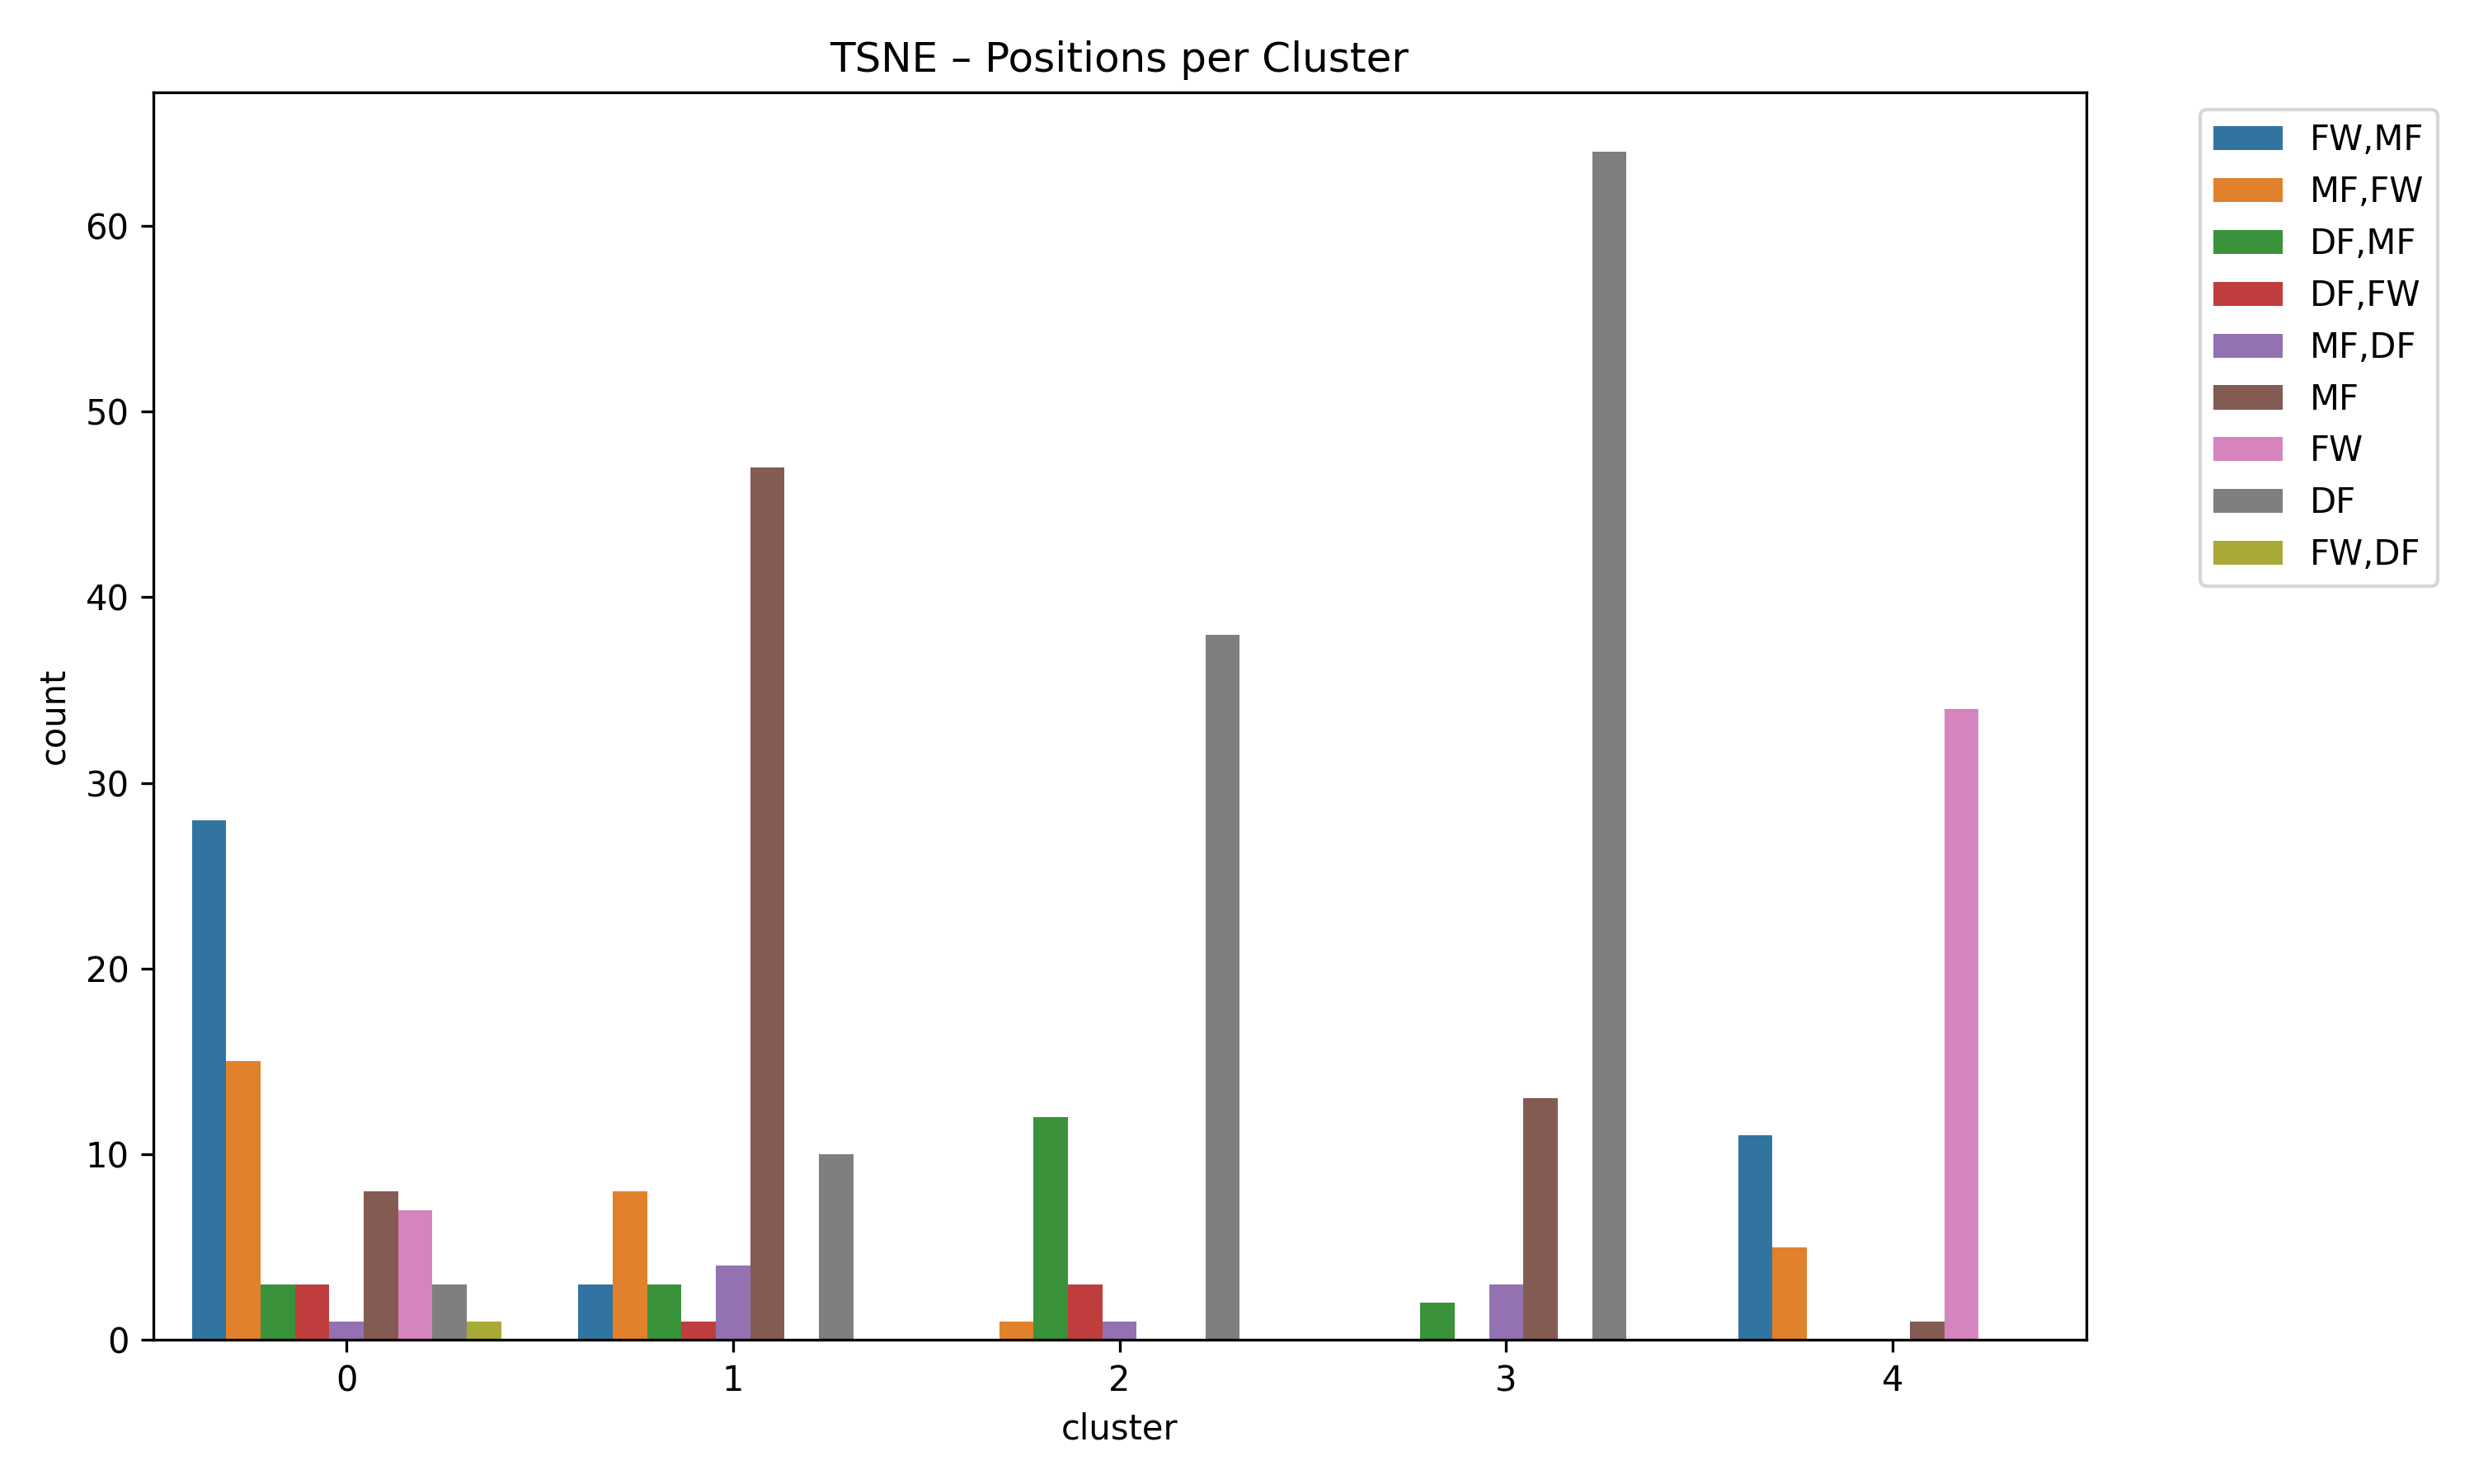 TSNE – Positions per Cluster
count
60
50
40
30
20
10
0
0 1 2 3 4
cluster
FW,MF
MF,FW
DF,MF
DF,FW
MF,DF
MF
FW
DF
FW,DF